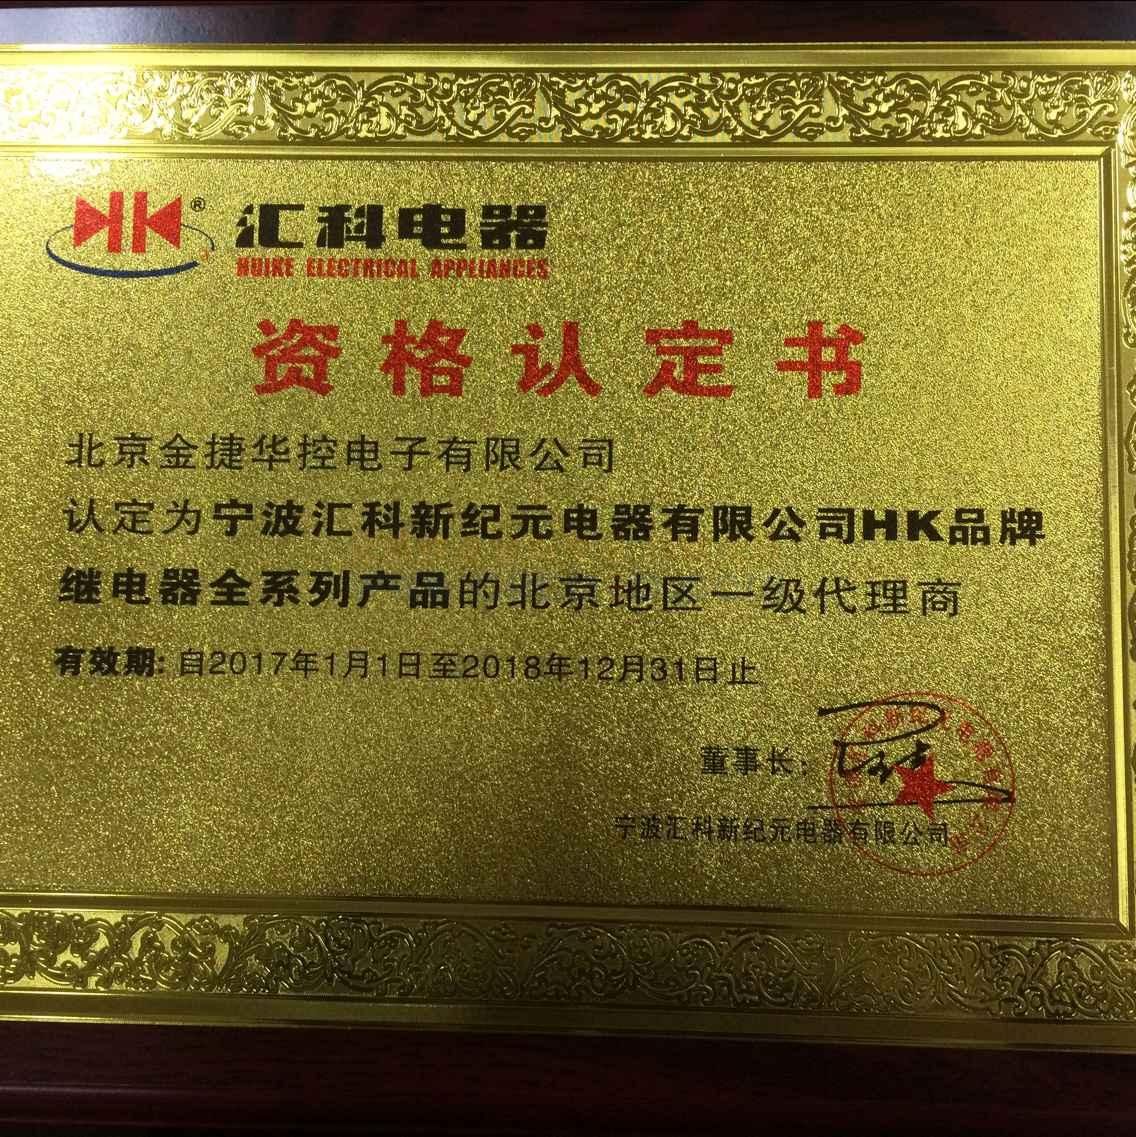 HK® 汇科电器
HUIKE ELECTRICAL APPLIANCES
资格认定书
北京金捷华控电子有限公司
认定为宁波汇科新纪元电器有限公司HK品牌
继电器全系列产品的北京地区一级代理商
有效期: 自2017年1月1日至2018年12月31日止
董事长:
宁波汇科新纪元电器有限公司